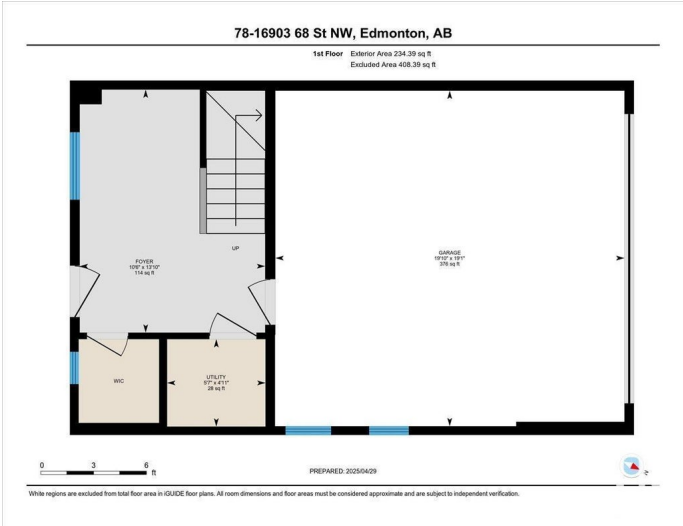 78-16903 68 St NW, Edmonton, AB
1st Floor Exterior Area 234.39 sq ft
Excluded Area 408.39 sq ft
UP
FOYER
10'6" x 13'10"
114 sq ft
GARAGE
19'10" x 19'1"
376 sq ft
WIC
UTILITY
5'7" x 4'11"
28 sq ft
0 3 6
ft
PREPARED: 2025/04/29
White regions are excluded from total floor area in iGUIDE floor plans. All room dimensions and floor areas must be considered approximate and are subject to independent verification.